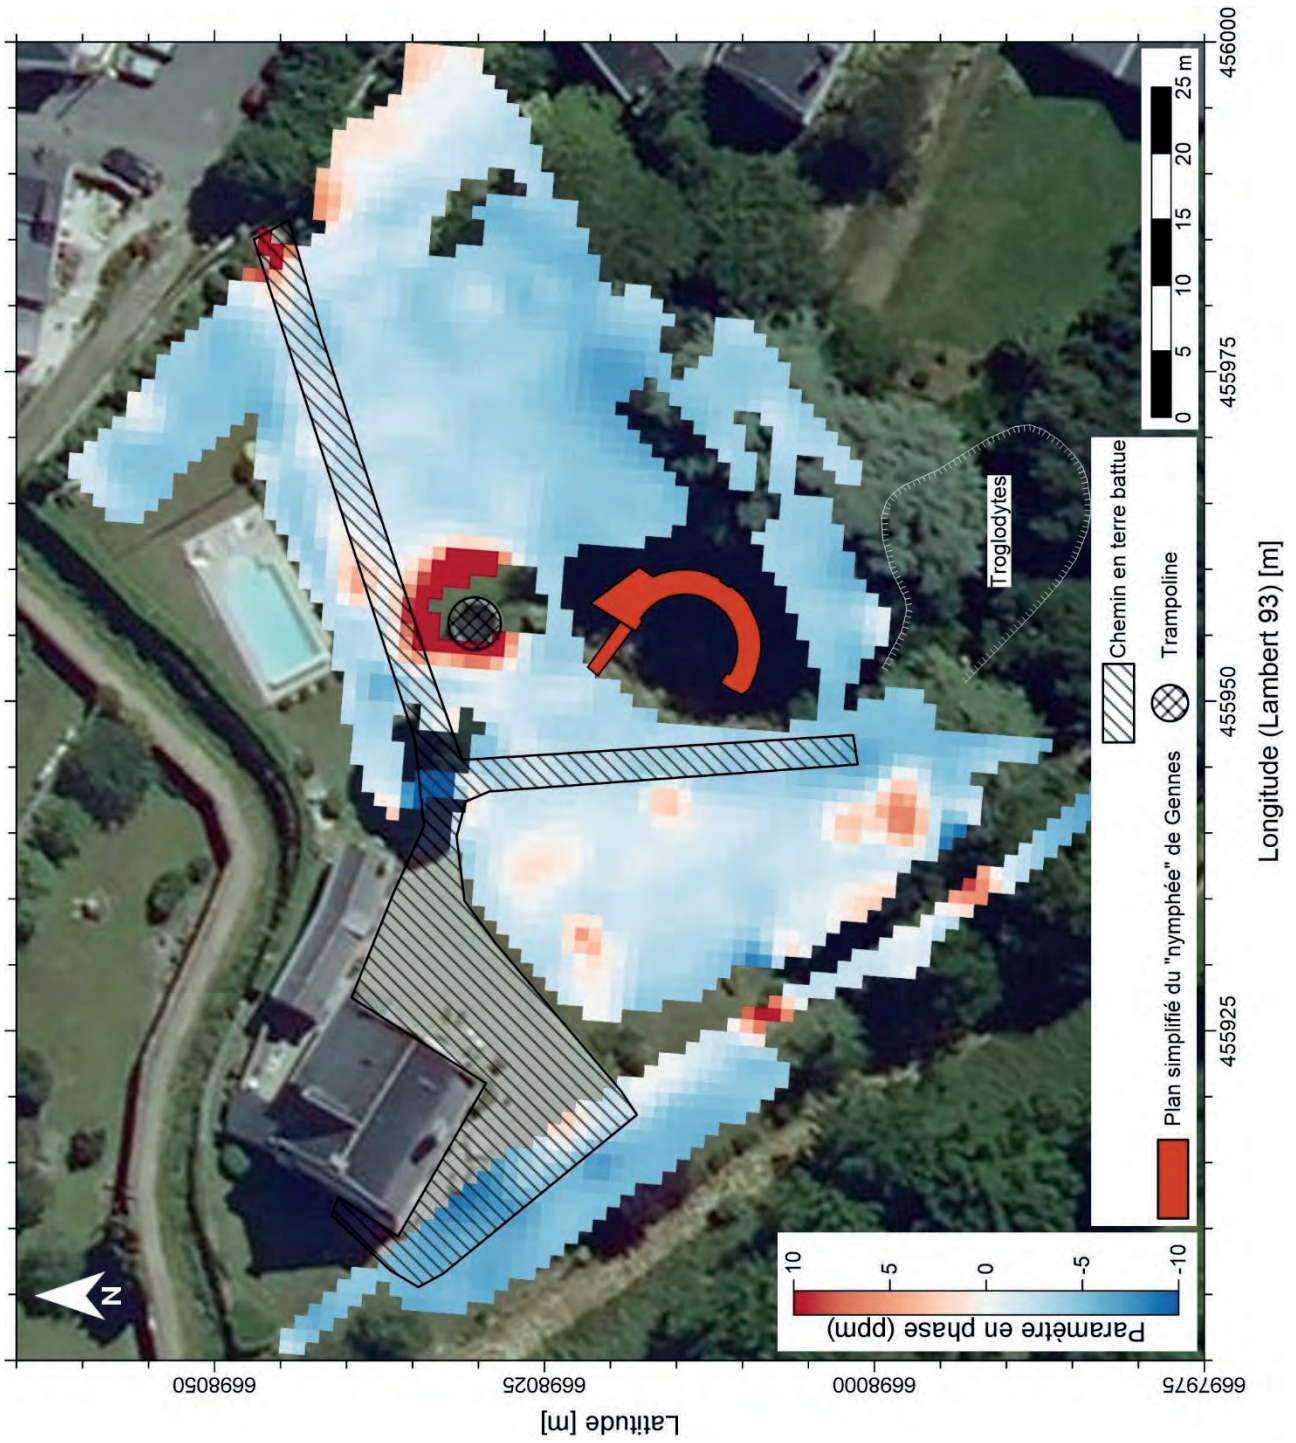 N
Latitude [m]
6698050
6698025
6698000
6697975
455925
455950
455975
456000
Longitude (Lambert 93) [m]
Paramètre en phase (ppm)
10
5
0
-5
-10
Troglodytes
Plan simplifié du "nymphée" de Gennes
Chemin en terre battue
Trampoline
0 5 10 15 20 25 m